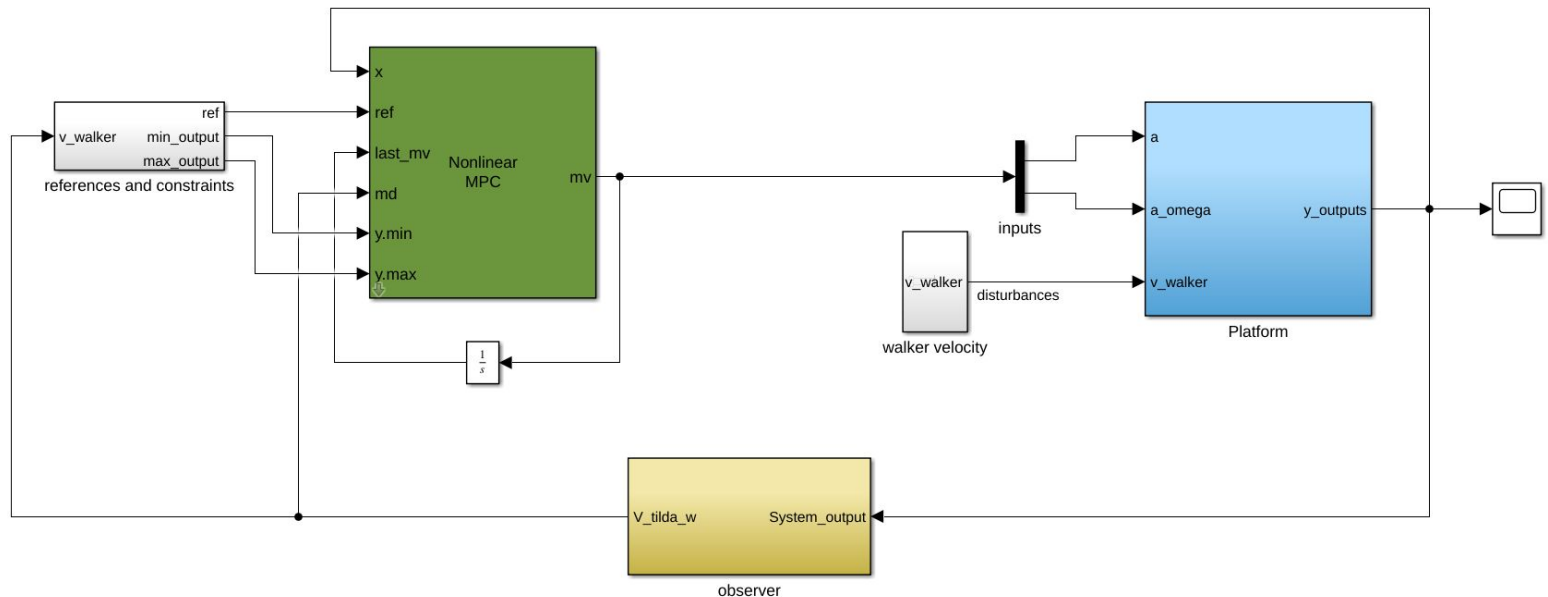 x
ref
ref
v_walker
min_output
max_output
references and constraints
last_mv
Nonlinear
MPC
mv
md
y.min
y.max
1
s
inputs
v_walker
disturbances
walker velocity
a
a_omega
y_outputs
v_walker
Platform
V_tilda_w
System_output
observer